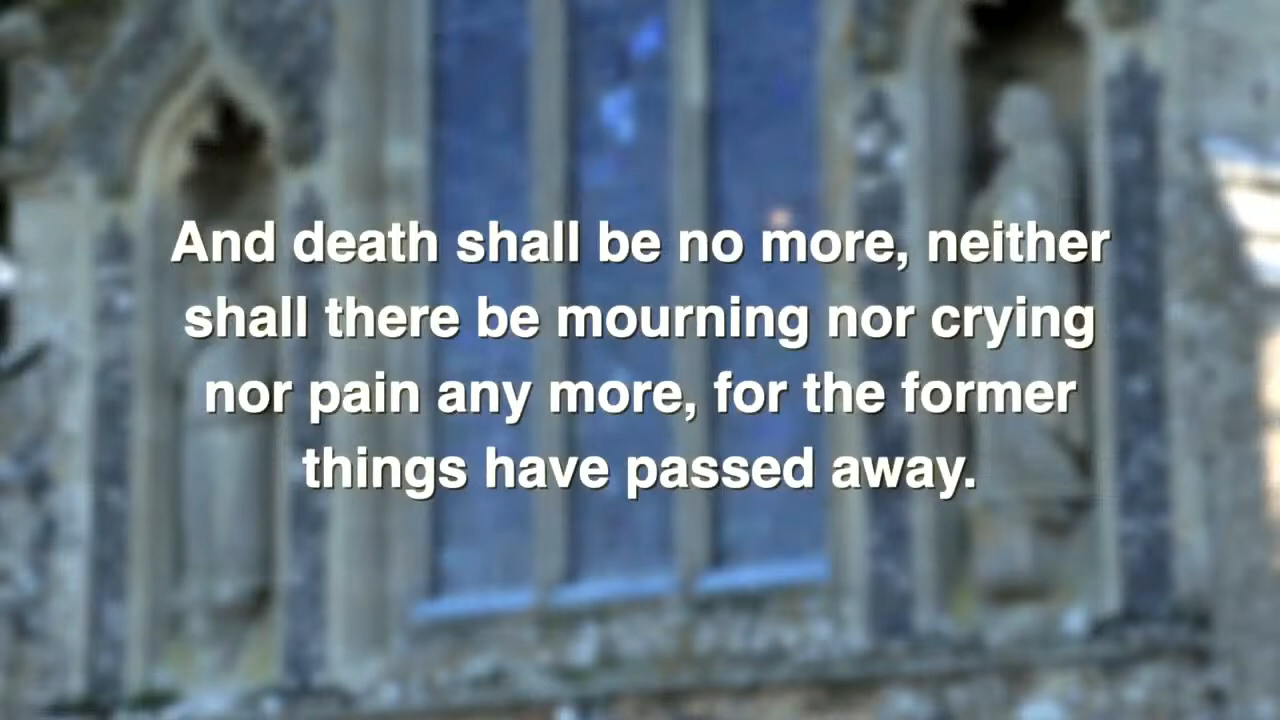 And death shall be no more, neither
shall there be mourning nor crying
nor pain any more, for the former
things have passed away.